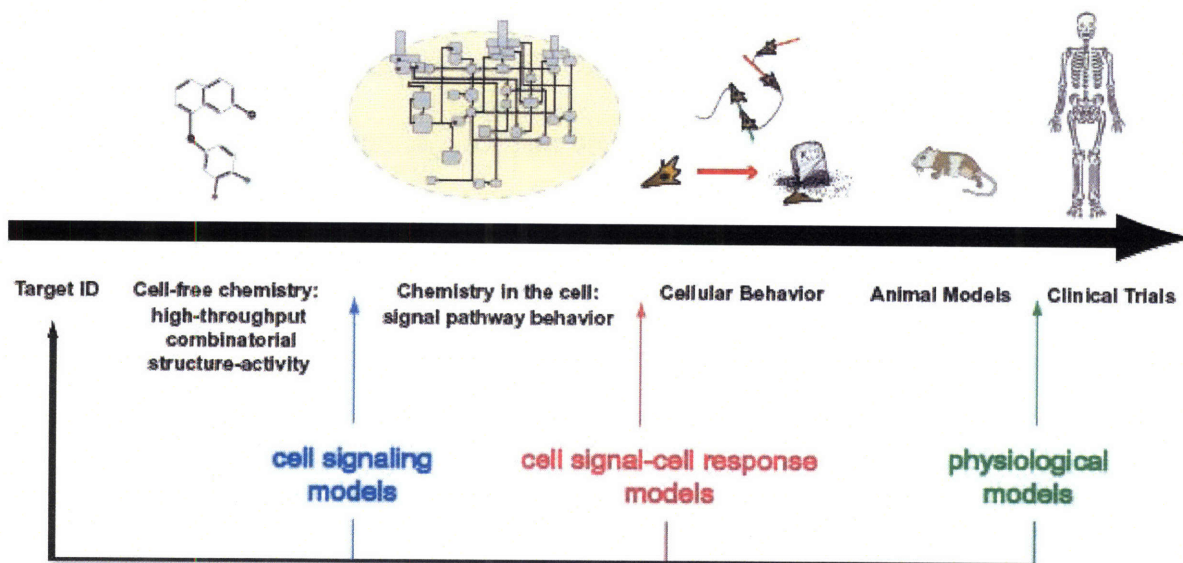 Target ID
Cell-free chemistry:
high-throughput
combinatorial
structure-activity
Chemistry in the cell:
signal pathway behavior
Cellular Behavior
Animal Models
Clinical Trials
cell signaling
models
cell signal-cell response
models
physiological
models